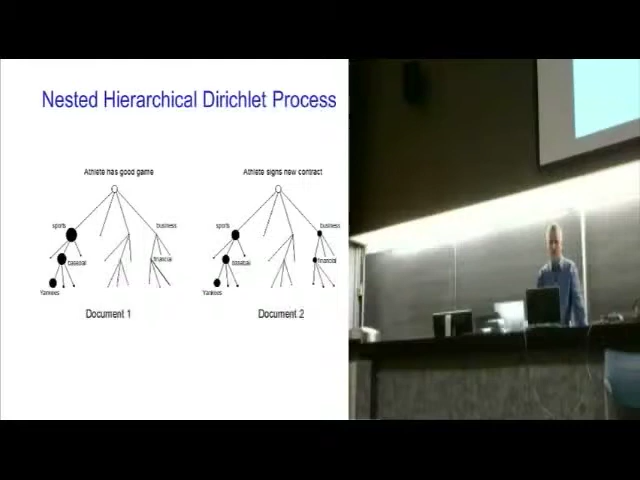 Nested Hierarchical Dirichlet Process
Athlete has good game
sports
business
baseball
financial
Yankees
Document 1
Athlete signs new contract
sports
business
baseball
financial
Yankees
Document 2